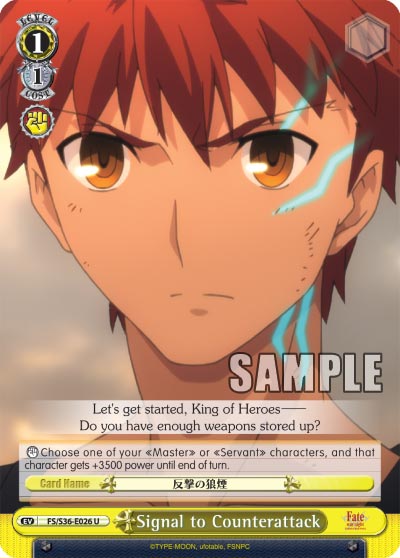 LEVEL
1
1
COST
SAMPLE
Let's get started, King of Heroes——
Do you have enough weapons stored up?
Choose one of your «Master» or «Servant» characters, and that
character gets +3500 power until end of turn.
Card Name 反撃の狼煙
EV FS/S36-E026 U Signal to Counterattack Fate
©TYPE-MOON, ufotable, FSNPC